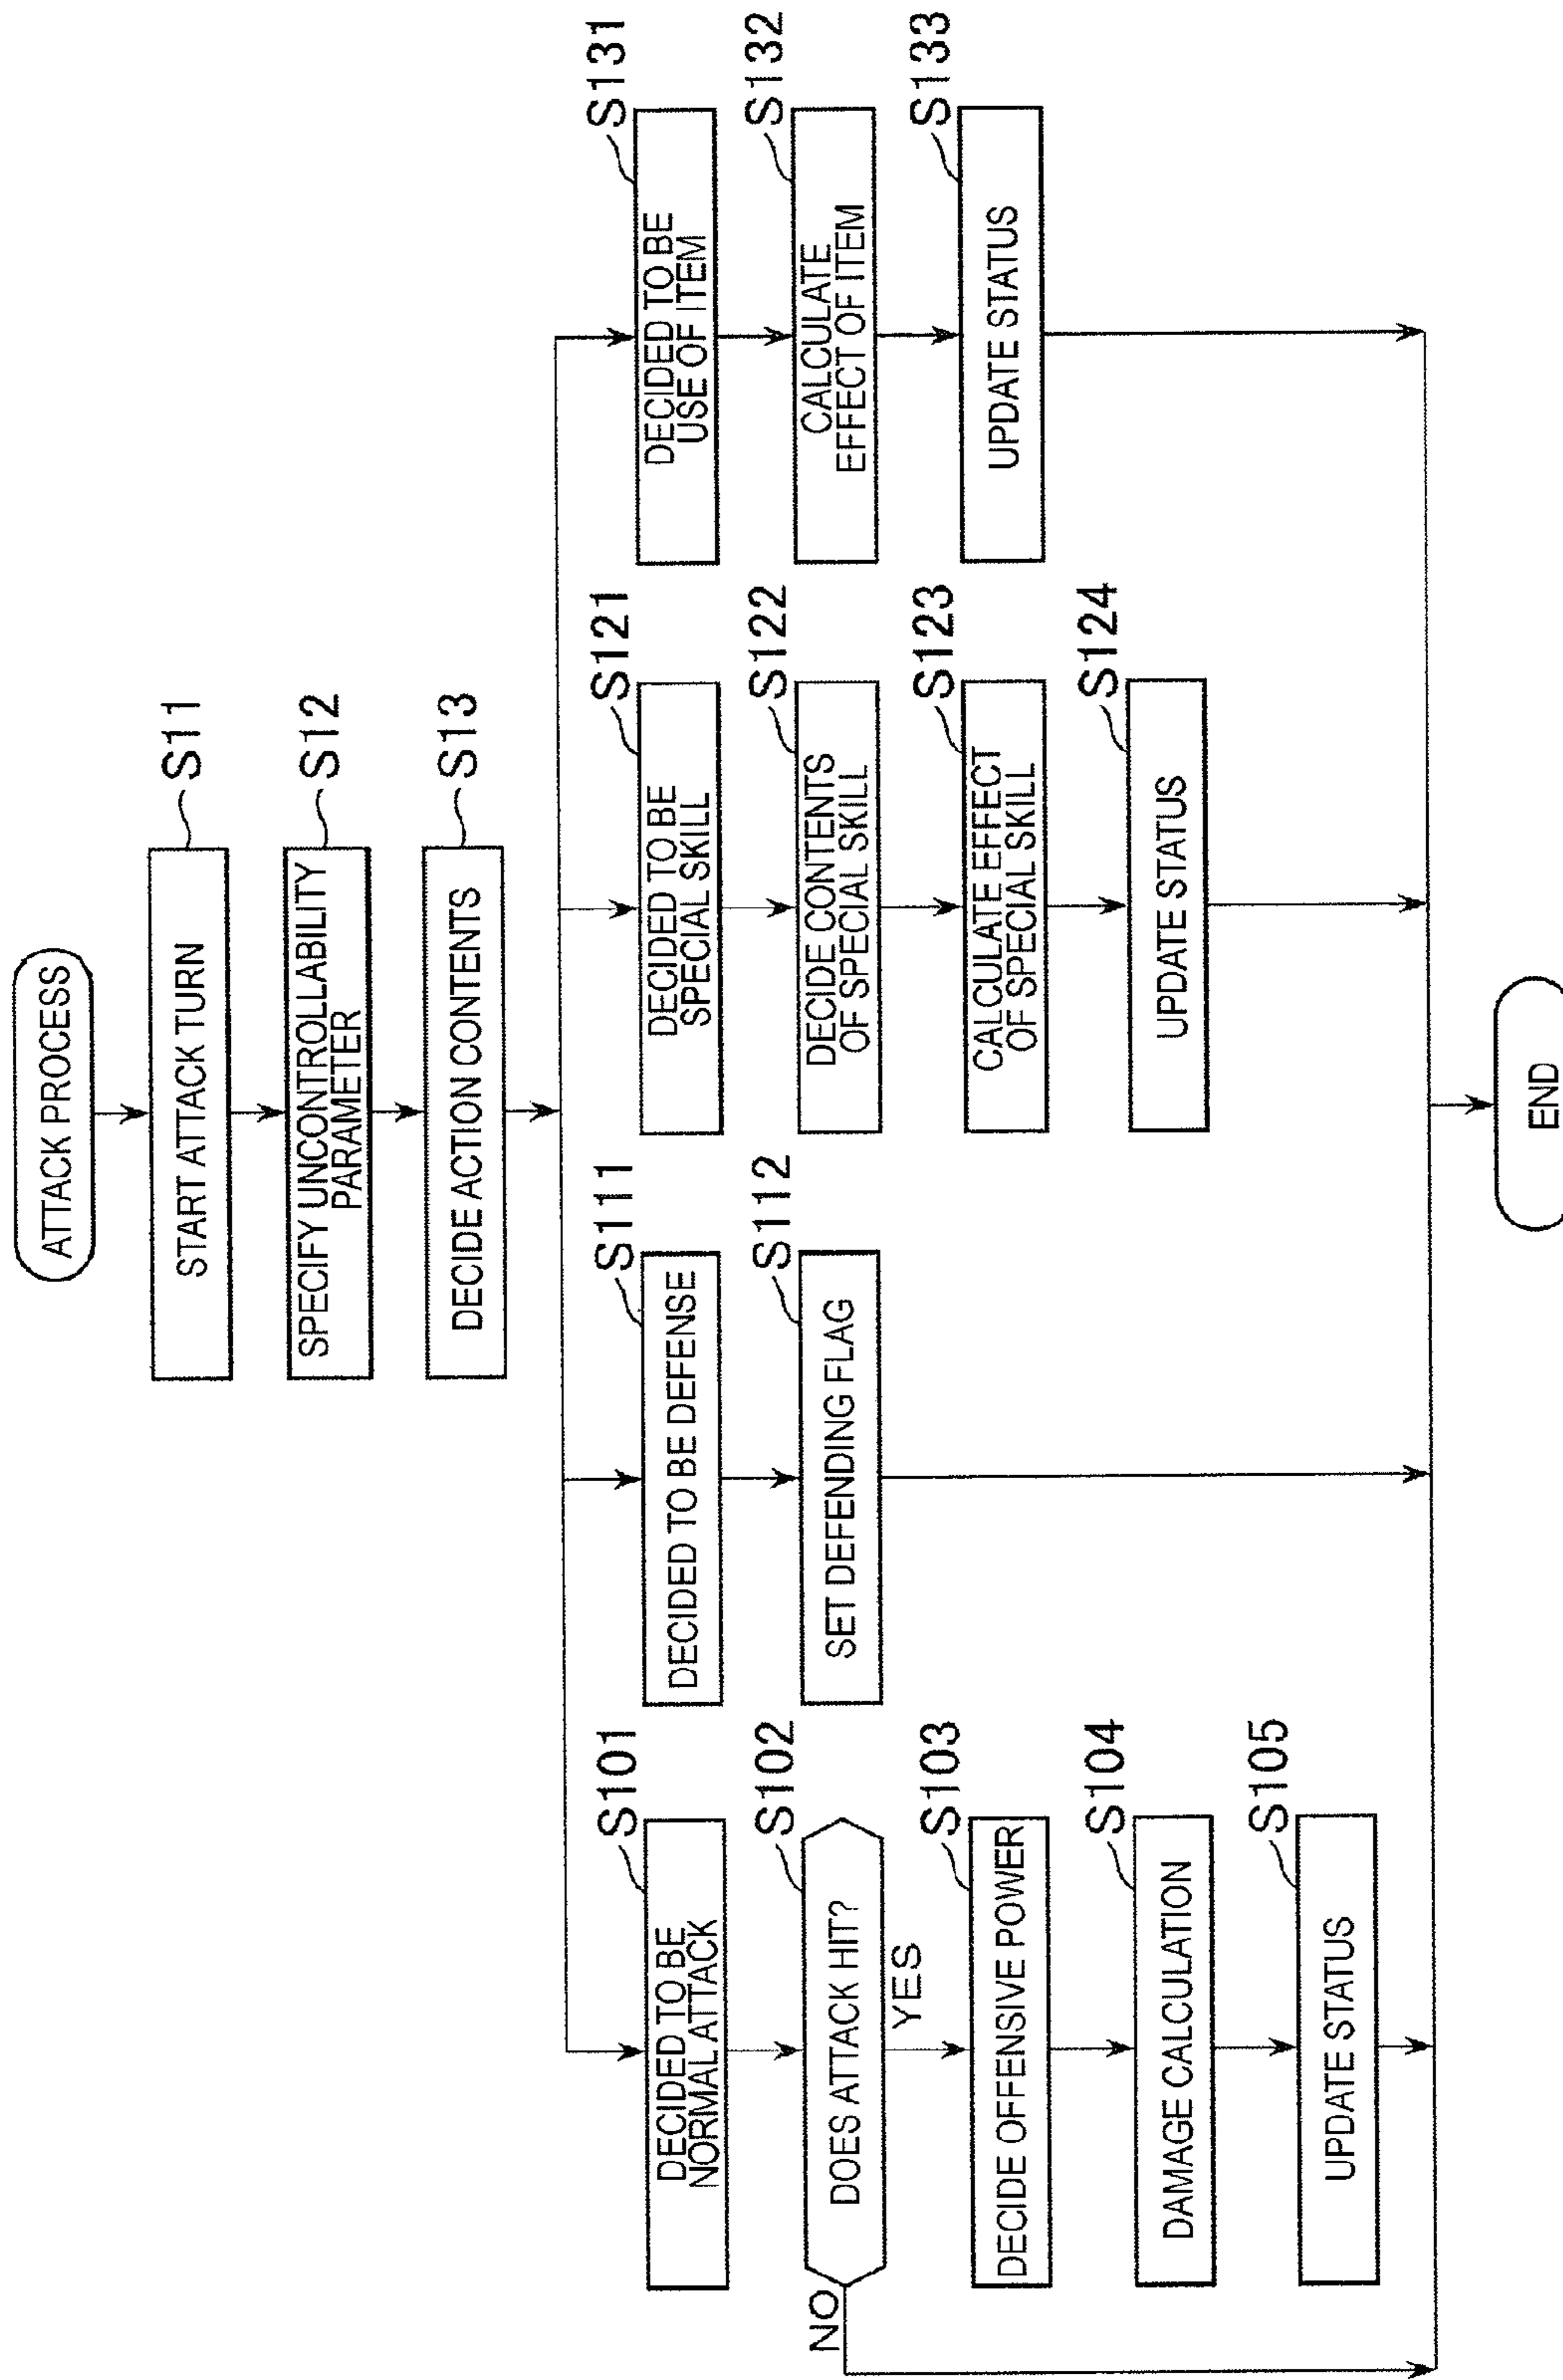 ATTACK PROCESS
START ATTACK TURN
S11
SPECIFY UNCONTROLLABILITY
PARAMETER
S12
DECIDE ACTION CONTENTS
S13
DECIDED TO BE
NORMAL ATTACK
S101
DOES ATTACK HIT?
S102
NO
YES
DECIDE OFFENSIVE POWER
S103
DAMAGE CALCULATION
S104
UPDATE STATUS
S105
DECIDED TO BE DEFENSE
S111
SET DEFENDING FLAG
S112
DECIDED TO BE
SPECIAL SKILL
S121
DECIDE CONTENTS
OF SPECIAL SKILL
S122
CALCULATE EFFECT
OF SPECIAL SKILL
S123
UPDATE STATUS
S124
DECIDED TO BE
USE OF ITEM
S131
CALCULATE
EFFECT OF ITEM
S132
UPDATE STATUS
S133
END